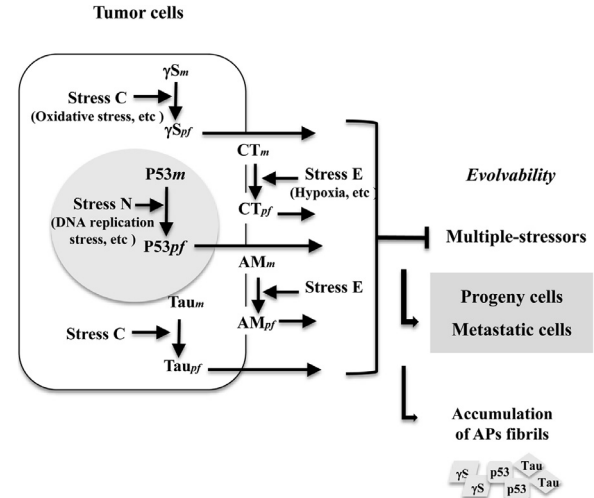 Tumor cells
γSm
Stress C
(Oxidative stress, etc )
γSpf
CTm
Stress E
(Hypoxia, etc
CTpf
P53m
Stress N
(DNA replication
stress, etc )
P53pf
AMm
Stress E
AMpf
Taum
Stress C
Taupf
Evolvability
Multiple-stressors
Progeny cells
Metastatic cells
Accumulation
of APs fibrils
γS
γS
p53
p53
Tau
Tau